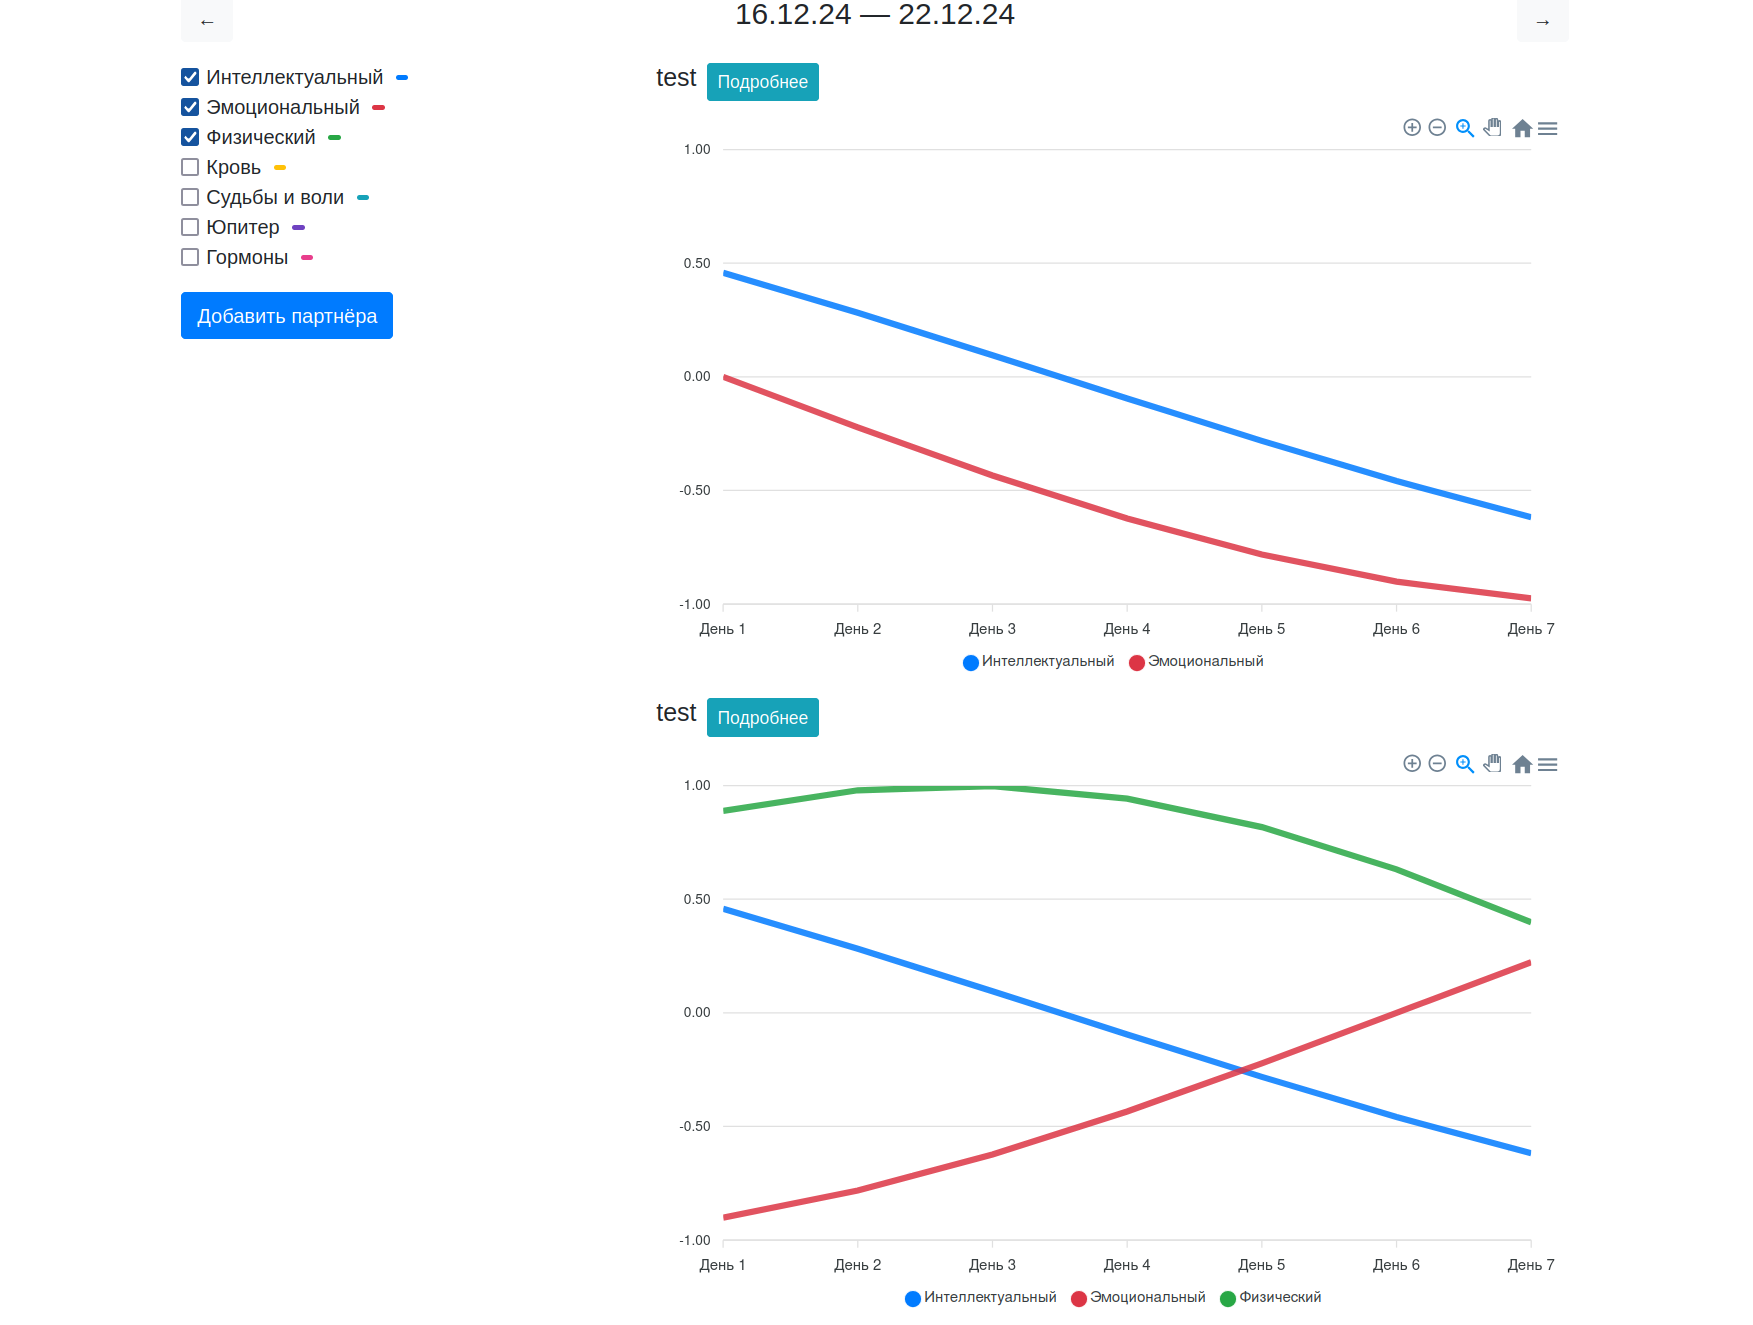 ←
16.12.24 — 22.12.24
→
Интеллектуальный
Эмоциональный
Физический
Кровь
Судьбы и воли
Юпитер
Гормоны
Добавить партнёра
test Подробнее
1.00
0.50
0.00
-0.50
-1.00
День 1 День 2 День 3 День 4 День 5 День 6 День 7
Интеллектуальный Эмоциональный
test Подробнее
1.00
0.50
0.00
-0.50
-1.00
День 1 День 2 День 3 День 4 День 5 День 6 День 7
Интеллектуальный Эмоциональный Физический